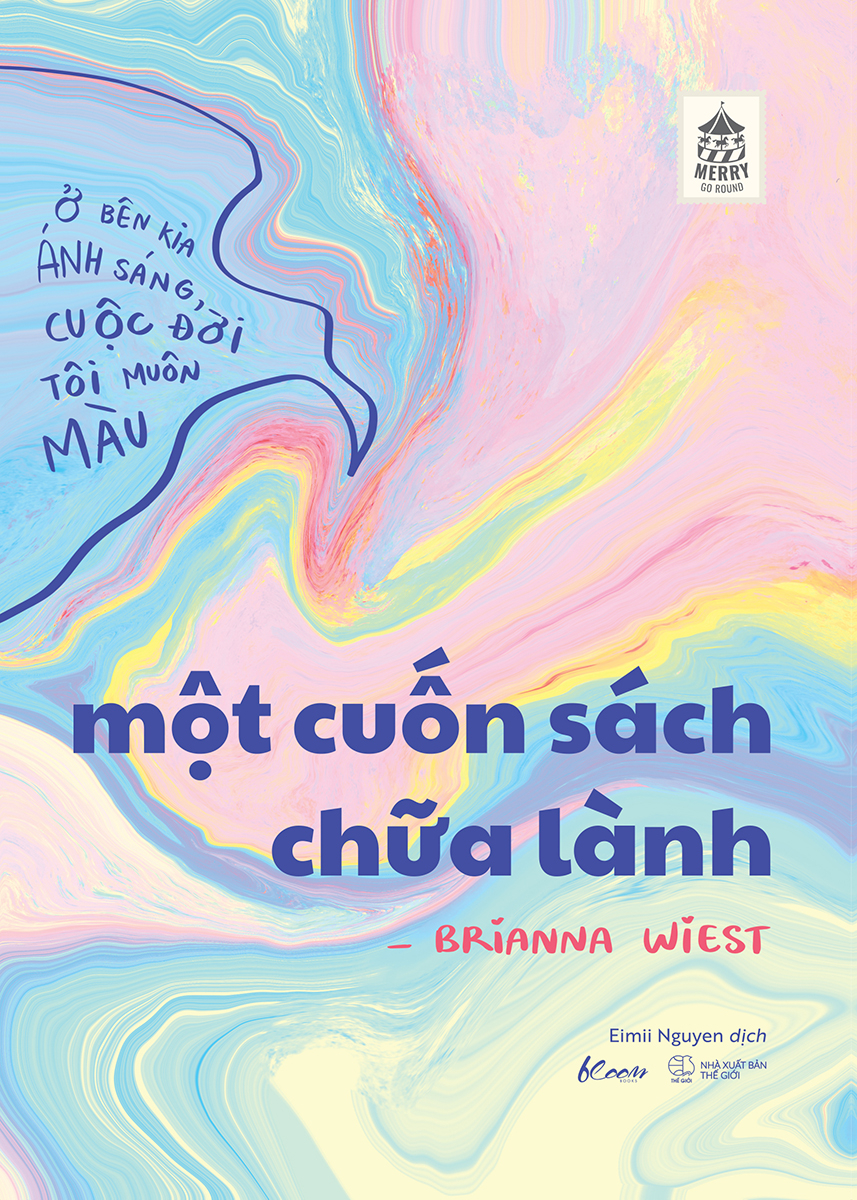 MERRY
GO ROUND
Ở BÊN KIA
ÁNH SÁNG,
CUỘC ĐỜI
TÔI MUÔN
MÀU
một cuốn sách
chữa lành
– BRIANNA WIEST
Eimii Nguyen dịch
bloom
BOOKS
THẾ GIỚI
NHÀ XUẤT BẢN
THẾ GIỚI